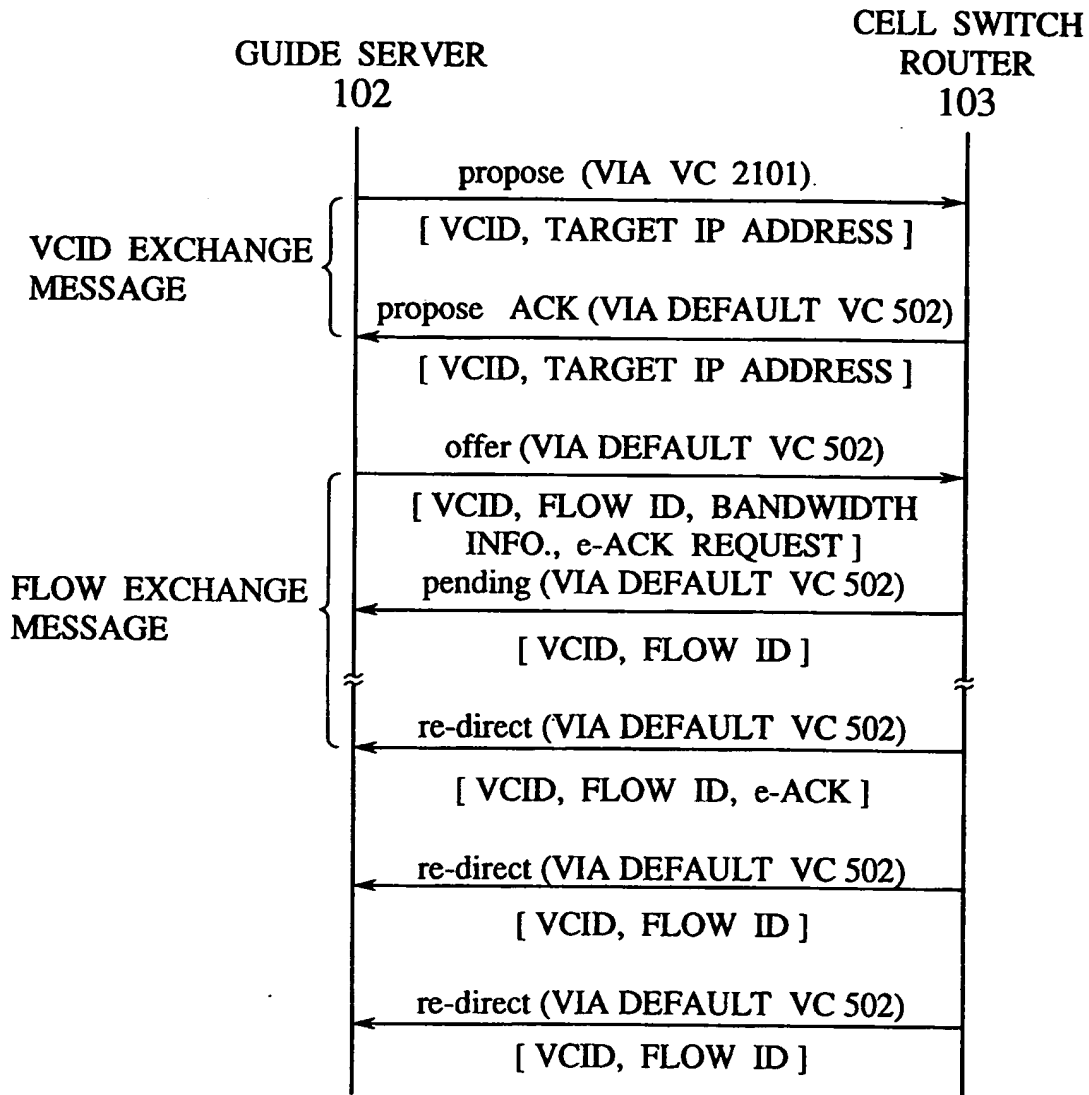 GUIDE SERVER
102
CELL SWITCH
ROUTER
103
propose (VIA VC 2101).
[ VCID, TARGET IP ADDRESS ]
VCID EXCHANGE
MESSAGE
propose ACK (VIA DEFAULT VC 502)
[ VCID, TARGET IP ADDRESS ]
offer (VIA DEFAULT VC 502)
[ VCID, FLOW ID, BANDWIDTH
INFO., e-ACK REQUEST ]
FLOW EXCHANGE
MESSAGE
pending (VIA DEFAULT VC 502)
[ VCID, FLOW ID ]
re-direct (VIA DEFAULT VC 502)
[ VCID, FLOW ID, e-ACK ]
re-direct (VIA DEFAULT VC 502)
[ VCID, FLOW ID ]
re-direct (VIA DEFAULT VC 502)
[ VCID, FLOW ID ]